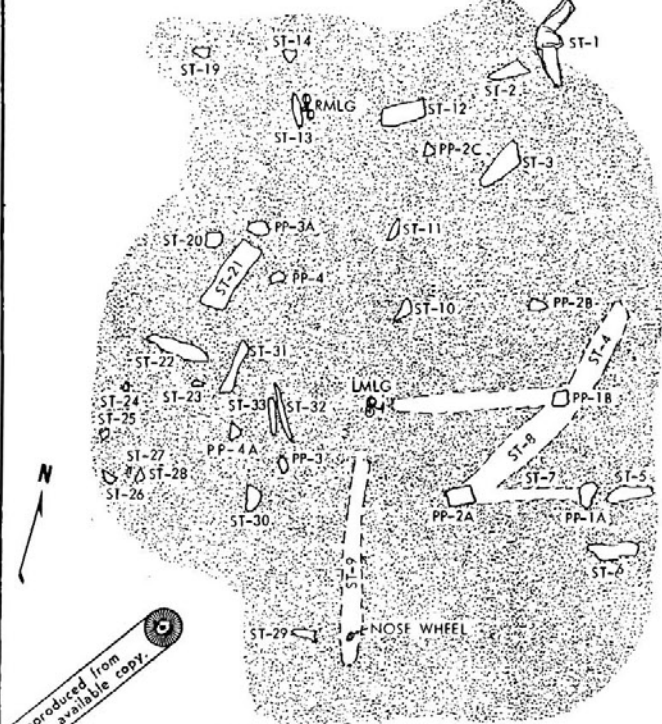 ST-14
ST-1
ST-19
ST-2
RMLG
ST-12
ST-13
PP-2C
ST-3
PP-3A
ST-11
ST-20
ST-21
PP-4
PP-2B
ST-10
ST-4
ST-22
ST-31
LMLG
ST-23
ST-24
PP-1B
ST-33
ST-32
ST-25
PP-4A
ST-8
ST-27
PP-3
N
ST-28
ST-7
ST-5
ST-26
PP-2A
PP-1A
ST-30
ST-6
ST-9
ST-29
NOSE WHEEL
produced from
available copy.